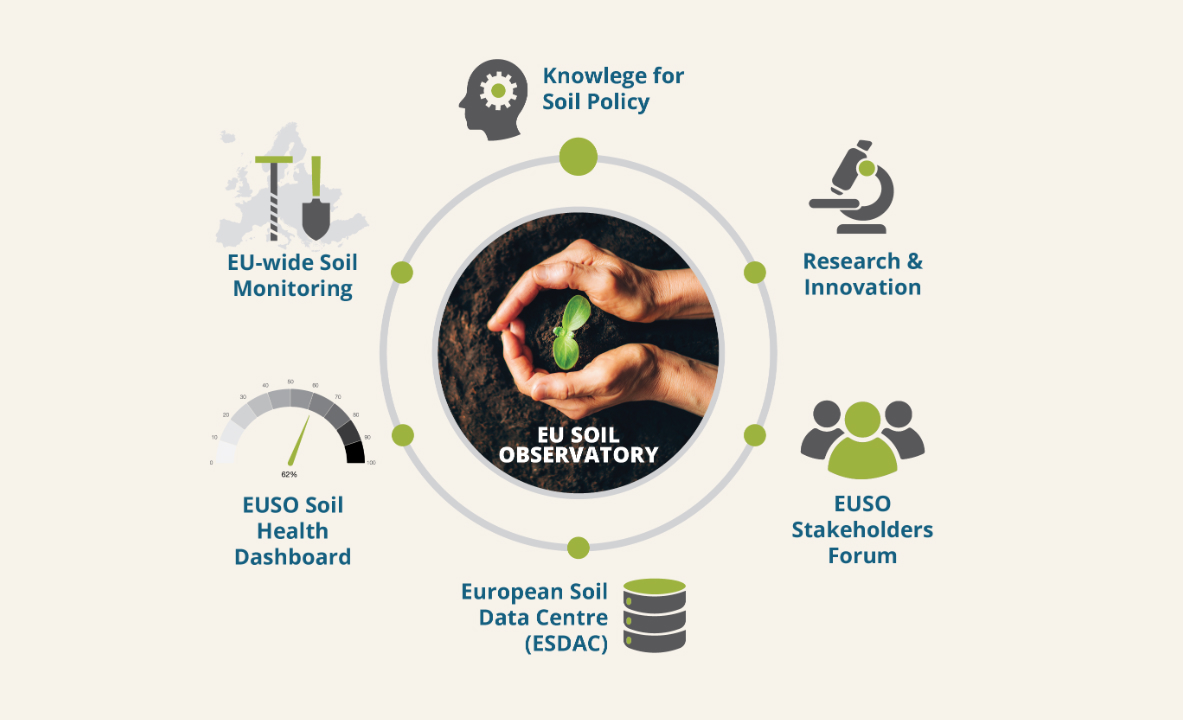 Knowlege for
Soil Policy
EU-wide Soil
Monitoring
Research &
Innovation
EU SOIL
OBSERVATORY
0
10
20
30
40
50
60
70
80
90
100
62%
EUSO Soil
Health
Dashboard
EUSO
Stakeholders
Forum
European Soil
Data Centre
(ESDAC)